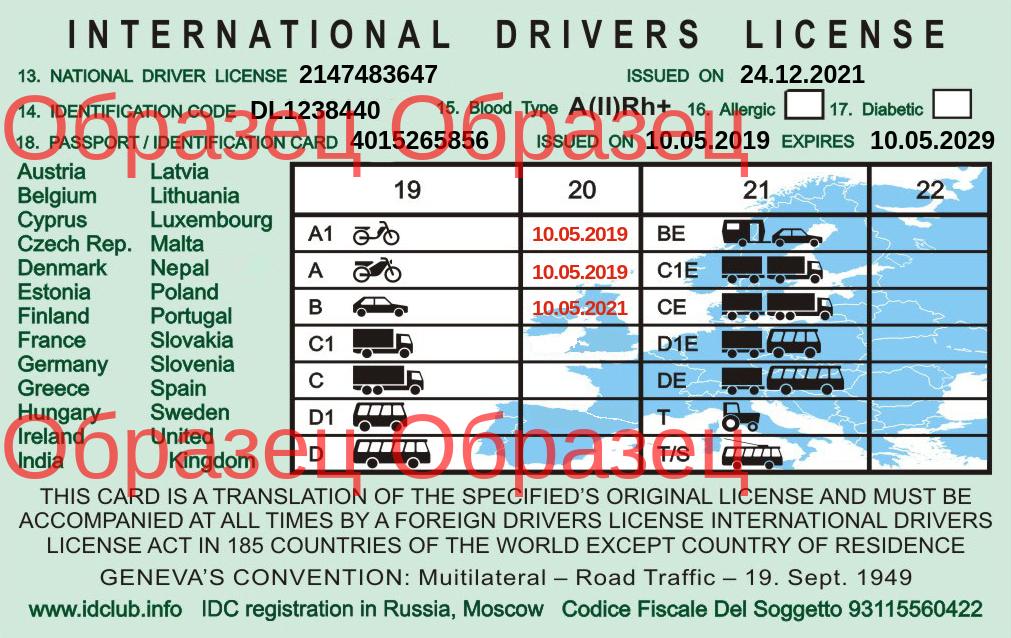 INTERNATIONAL DRIVERS LICENSE
13. NATIONAL DRIVER LICENSE 2147483647 ISSUED ON 24.12.2021
14. IDENTIFICATION CODE DL1238440 15. Blood Type A(II)Rh+ 16. Allergic 17. Diabetic
Образец Образец
18. PASSPORT / IDENTIFICATION CARD 4015265856 ISSUED ON 10.05.2019 EXPIRES 10.05.2029
Austria Latvia
Belgium Lithuania
Cyprus Luxembourg
Czech Rep. Malta
Denmark Nepal
Estonia Poland
Finland Portugal
France Slovakia
Germany Slovenia
Greece Spain
Hungary Sweden
Ireland United
India Kingdom
19 20 21 22
A1 10.05.2019 BE
A 10.05.2019 C1E
B 10.05.2021 CE
C1 D1E
C DE
D1 T
D T/S
Образец Образец
THIS CARD IS A TRANSLATION OF THE SPECIFIED'S ORIGINAL LICENSE AND MUST BE
ACCOMPANIED AT ALL TIMES BY A FOREIGN DRIVERS LICENSE INTERNATIONAL DRIVERS
LICENSE ACT IN 185 COUNTRIES OF THE WORLD EXCEPT COUNTRY OF RESIDENCE
GENEVA'S CONVENTION: Muitilateral – Road Traffic – 19. Sept. 1949
www.idclub.info IDC registration in Russia, Moscow Codice Fiscale Del Soggetto 93115560422